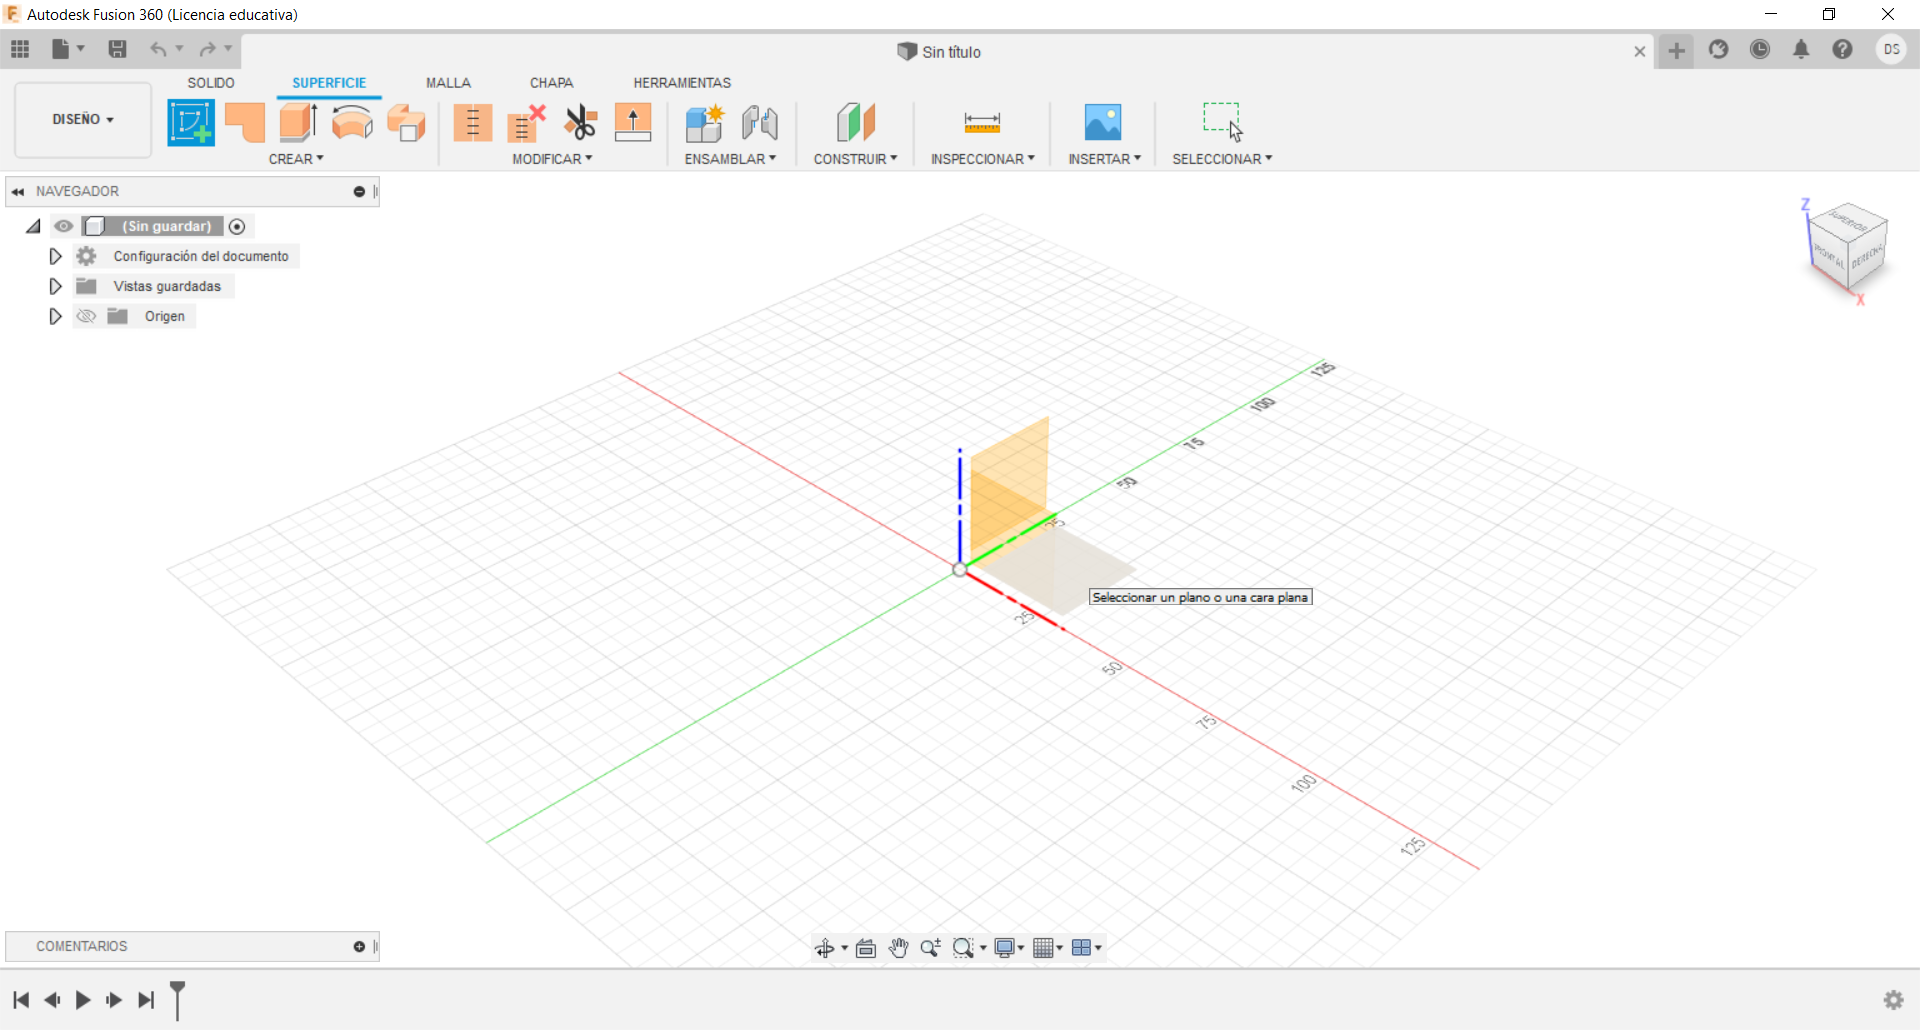 Autodesk Fusion 360 (Licencia educativa)
Sin título
DS
SOLIDO SUPERFICIE MALLA CHAPA HERRAMIENTAS
DISEÑO
CREAR MODIFICAR ENSAMBLAR CONSTRUIR INSPECCIONAR INSERTAR SELECCIONAR
NAVEGADOR
(Sin guardar)
Configuración del documento
Vistas guardadas
Origen
Z
SUPERIOR
FRONTAL DERECHA
X
125
100
75
50
25
Seleccionar un plano o una cara plana
25
50
75
100
125
COMENTARIOS